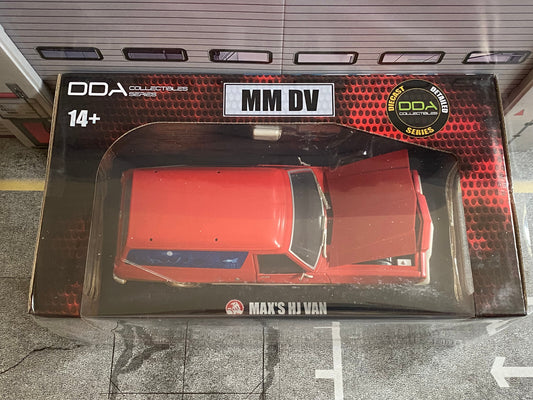 DDA COLLECTIBLES
SERIES
14+
MM DV
DIECAST DETAILED
DDA
COLLECTIBLES
SERIES
MAX'S HJ VAN